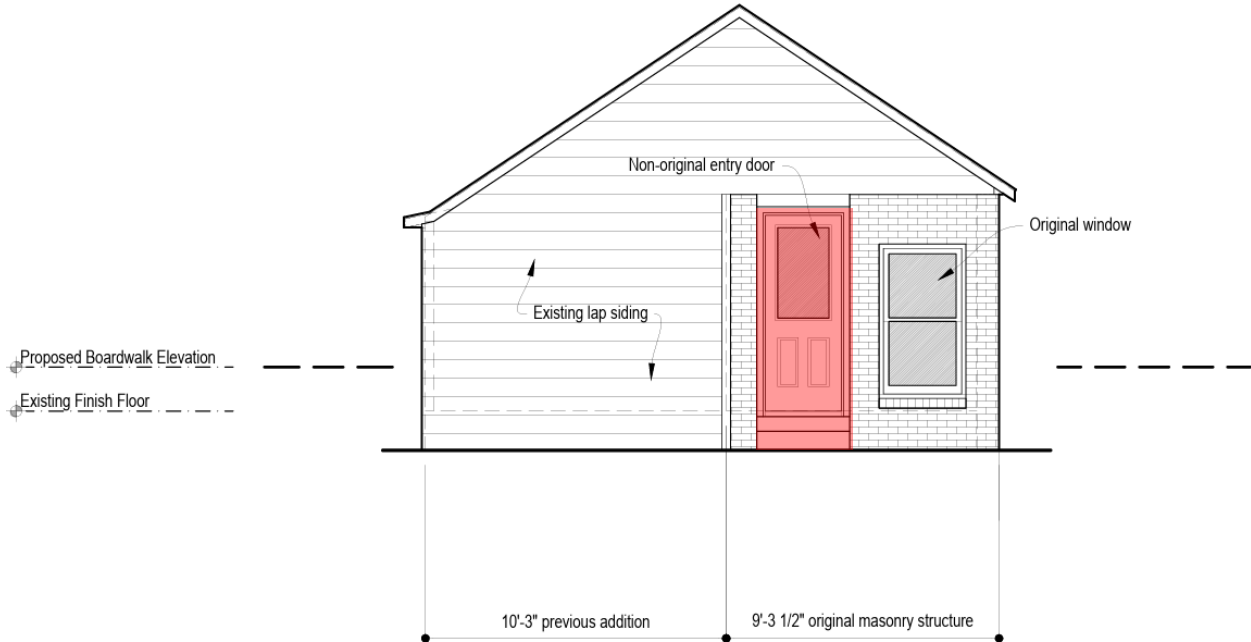 Non-original entry door
Original window
Existing lap siding
Proposed Boardwalk Elevation
Existing Finish Floor
10'-3" previous addition
9'-3 1/2" original masonry structure